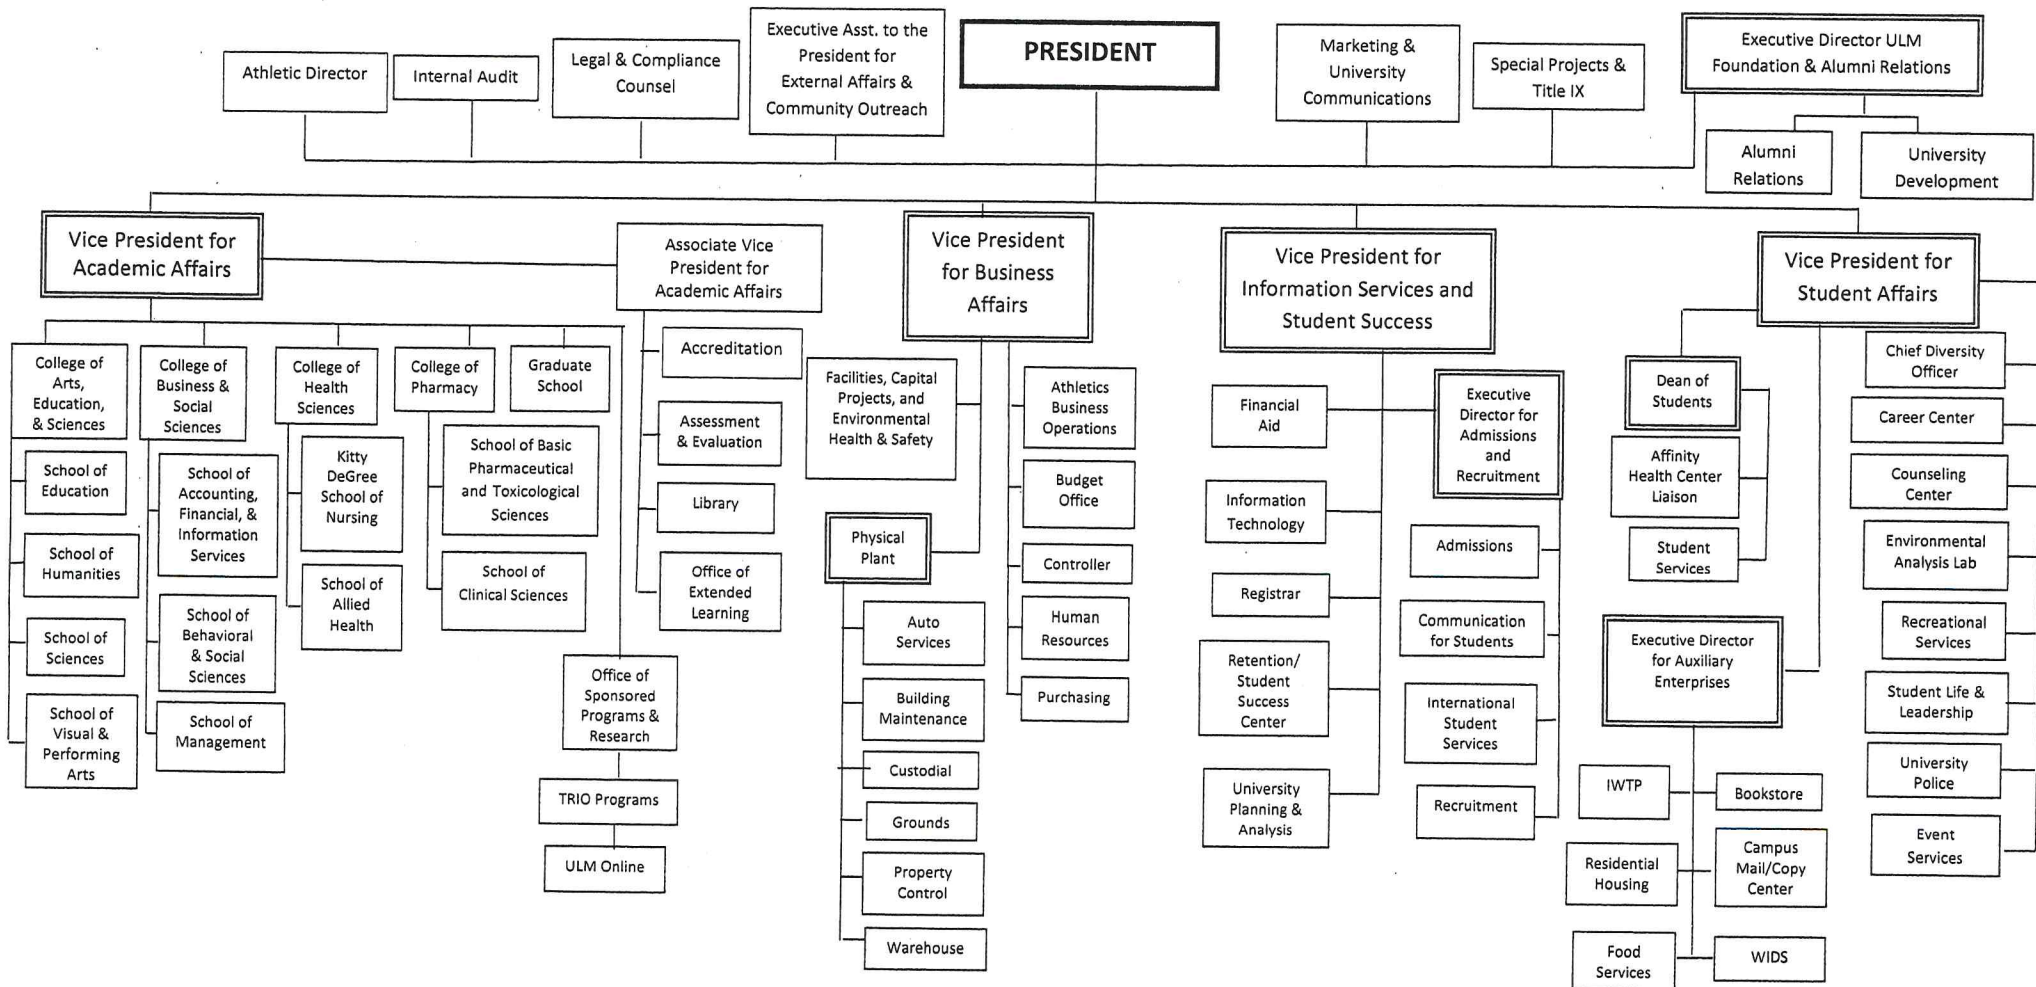 Athletic Director
Internal Audit
Legal & Compliance
Counsel
Executive Asst. to the
President for
External Affairs &
Community Outreach
PRESIDENT
Marketing &
University
Communications
Special Projects &
Title IX
Executive Director ULM
Foundation & Alumni Relations
Alumni
Relations
University
Development
Vice President for
Academic Affairs
Associate Vice
President for
Academic Affairs
Vice President
for Business
Affairs
Vice President for
Information Services and
Student Success
Vice President for
Student Affairs
College of
Arts,
Education,
& Sciences
School of
Education
School of
Humanities
School of
Sciences
School of
Visual &
Performing
Arts
College of
Business &
Social
Sciences
School of
Accounting,
Financial, &
Information
Services
School of
Behavioral
& Social
Sciences
School of
Management
College of
Health
Sciences
Kitty
DeGree
School of
Nursing
School of
Allied
Health
College of
Pharmacy
School of Basic
Pharmaceutical
and Toxicological
Sciences
School of
Clinical Sciences
Graduate
School
Office of
Sponsored
Programs &
Research
TRIO Programs
ULM Online
Accreditation
Assessment
& Evaluation
Library
Office of
Extended
Learning
Facilities, Capital
Projects, and
Environmental
Health & Safety
Physical
Plant
Auto
Services
Building
Maintenance
Custodial
Grounds
Property
Control
Warehouse
Athletics
Business
Operations
Budget
Office
Controller
Human
Resources
Purchasing
Financial
Aid
Information
Technology
Registrar
Retention/
Student
Success
Center
University
Planning &
Analysis
Executive
Director for
Admissions
and
Recruitment
Admissions
Communication
for Students
International
Student
Services
Recruitment
Dean of
Students
Affinity
Health Center
Liaison
Student
Services
Executive Director
for Auxiliary
Enterprises
IWTP
Bookstore
Residential
Housing
Campus
Mail/Copy
Center
Food
Services
WIDS
Chief Diversity
Officer
Career Center
Counseling
Center
Environmental
Analysis Lab
Recreational
Services
Student Life &
Leadership
University
Police
Event
Services